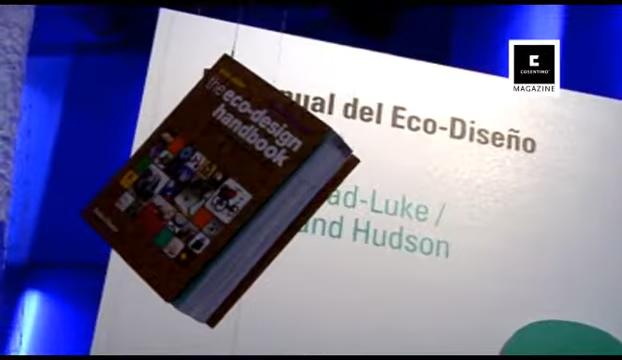 C
COSENTINO
MAGAZINE
the eco-design
handbook
ual del Eco-Diseño
ad-Luke /
and Hudson